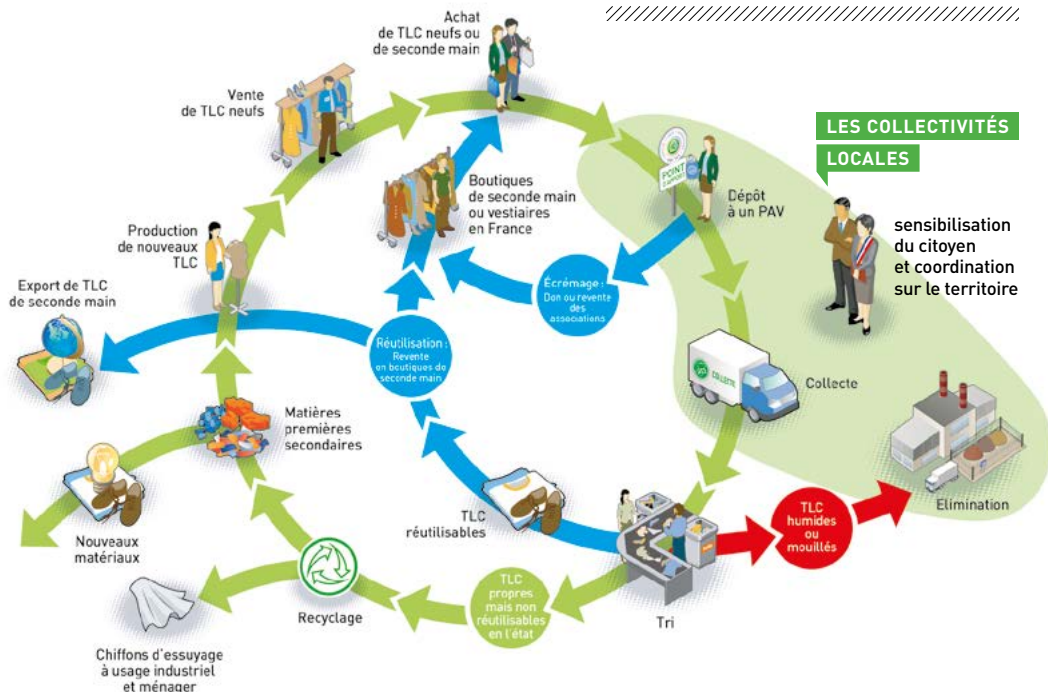 Achat
de TLC neufs ou
de seconde main
Vente
de TLC neufs
LES COLLECTIVITÉS
LOCALES
POINT
D'APPORT
Dépôt
à un PAV
Boutiques
de seconde main
ou vestiaires
en France
sensibilisation
du citoyen
et coordination
sur le territoire
Production
de nouveaux
TLC
Écrémage :
Don ou revente
des
associations
Export de TLC
de seconde main
Réutilisation :
Revente
en boutiques de
seconde main
COLLECTE
Collecte
Matières
premières
secondaires
Elimination
TLC
réutilisables
TLC
humides
ou
mouillés
Nouveaux
matériaux
TLC
propres
mais non
réutilisables
en l'état
Tri
Recyclage
Chiffons d'essuyage
à usage industriel
et ménager